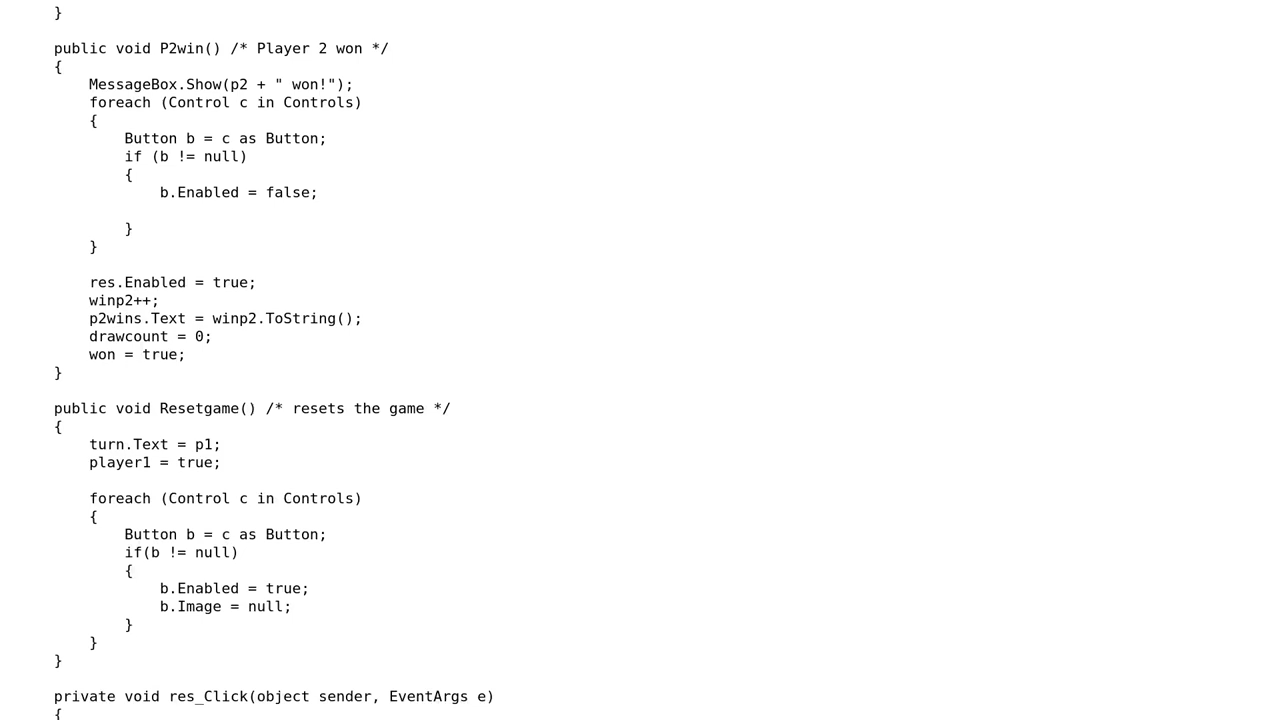 }
public void P2win() /* Player 2 won */
{
MessageBox.Show(p2 + " won!");
foreach (Control c in Controls)
{
Button b = c as Button;
if (b != null)
{
b.Enabled = false;
}
}
res.Enabled = true;
winp2++;
p2wins.Text = winp2.ToString();
drawcount = 0;
won = true;
}
public void Resetgame() /* resets the game */
{
turn.Text = p1;
player1 = true;
foreach (Control c in Controls)
{
Button b = c as Button;
if(b != null)
{
b.Enabled = true;
b.Image = null;
}
}
}
private void res_Click(object sender, EventArgs e)
{